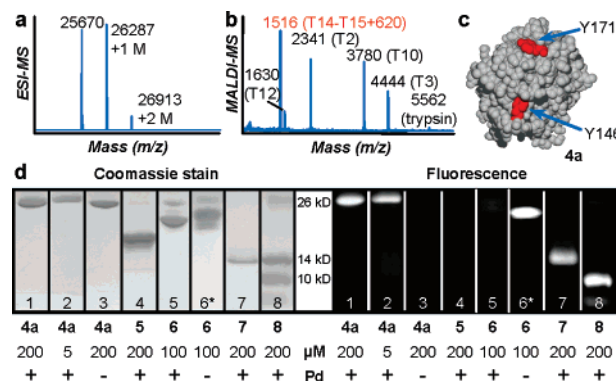 a
25670
26287
+1 M
26913
+2 M
ESI-MS
Mass (m/z)
b
1516 (T14-T15+620)
2341 (T2)
3780 (T10)
1630
(T12)
4444 (T3)
5562
(trypsin)
MALDI-MS
Mass (m/z)
c
Y171
Y146
4a
d Coomassie stain Fluorescence
26 kD
14 kD
10 kD
1 2 3 4 5 6* 7 8 1 2 3 4 5 6* 7 8
4a 4a 4a 5 6 6 7 8 4a 4a 4a 5 6 6 7 8
200 5 200 200 100 100 200 200 µM 200 5 200 200 100 100 200 200
+ + - + + - + + Pd + + - + + - + +